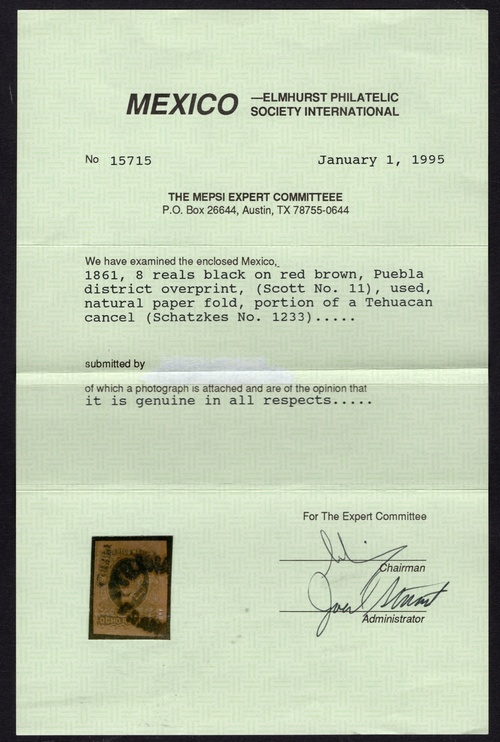 MEXICO —ELMHURST PHILATELIC
SOCIETY INTERNATIONAL
No 15715 January 1, 1995
THE MEPSI EXPERT COMMITTEEE
P.O. Box 26644, Austin, TX 78755-0644
We have examined the enclosed Mexico,
1861, 8 reals black on red brown, Puebla
district overprint, (Scott No. 11), used,
natural paper fold, portion of a Tehuacan
cancel (Schatzkes No. 1233).....
submitted by
of which a photograph is attached and are of the opinion that
it is genuine in all respects.....
For The Expert Committee
Chairman
Administrator
OCHO